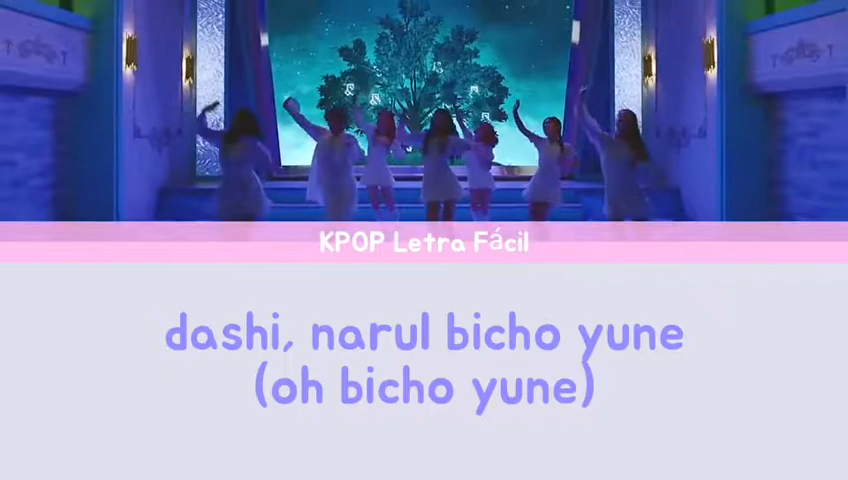 KPOP Letra Fácil
dashi, narul bicho yune
(oh bicho yune)